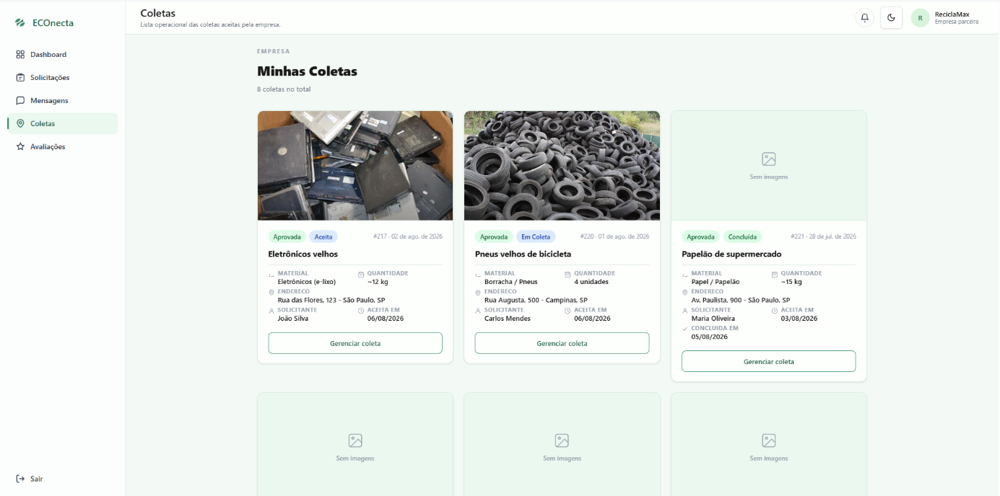 ECOnecta
Dashboard
Solicitações
Mensagens
Coletas
Avaliações
Sair
Coletas
Lista operacional das coletas aceitas pela empresa.
R
ReciclaMax
Empresa parceira
EMPRESA
Minhas Coletas
8 coletas no total
Aprovada Aceita #217 · 02 de ago. de 2026
Eletrônicos velhos
MATERIAL QUANTIDADE
Eletrônicos (e-lixo) ~12 kg
ENDERECO
Rua das Flores, 123 - São Paulo, SP
SOLICITANTE ACEITA EM
João Silva 06/08/2026
Gerenciar coleta
Aprovada Em Coleta #220 · 01 de ago. de 2026
Pneus velhos de bicicleta
MATERIAL QUANTIDADE
Borracha / Pneus 4 unidades
ENDERECO
Rua Augusta, 500 - Campinas, SP
SOLICITANTE ACEITA EM
Carlos Mendes 06/08/2026
Gerenciar coleta
Sem imagens
Aprovada Concluída #221 · 28 de jul. de 2026
Papelão de supermercado
MATERIAL QUANTIDADE
Papel / Papelão ~15 kg
ENDERECO
Av. Paulista, 900 - São Paulo, SP
SOLICITANTE ACEITA EM
Maria Oliveira 03/08/2026
CONCLUIDA EM
05/08/2026
Gerenciar coleta
Sem imagens
Sem imagens
Sem imagens